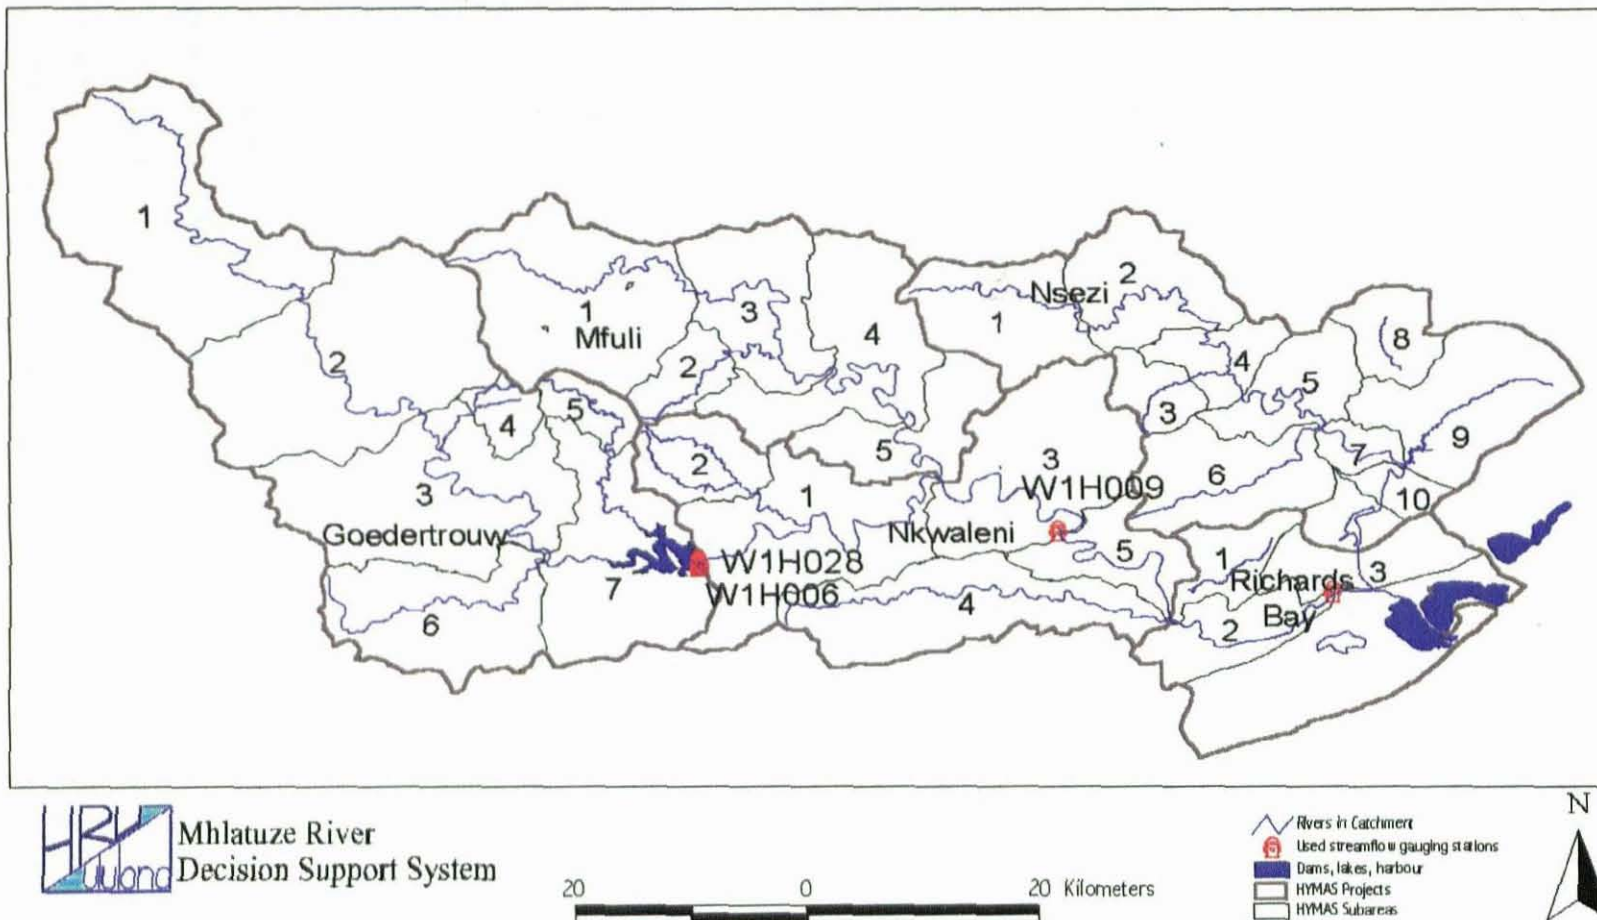 1
2
Nsezi
1
1
Mfuli
3
4
8
2
2
4
5
3
4
5
9
2
5
3
7
6
3
1
W1H009
10
Goedertrouw
Nkwaleni
5
1
W1H028
Richards
3
7
W1H006
4
Bay
6
2
HRU
Zululand
Mhlatuze River
Decision Support System
20 0 20 Kilometers
Rivers in Catchment
Used streamflow gauging stations
Dams, lakes, harbour
HYMAS Projects
HYMAS Subareas
N